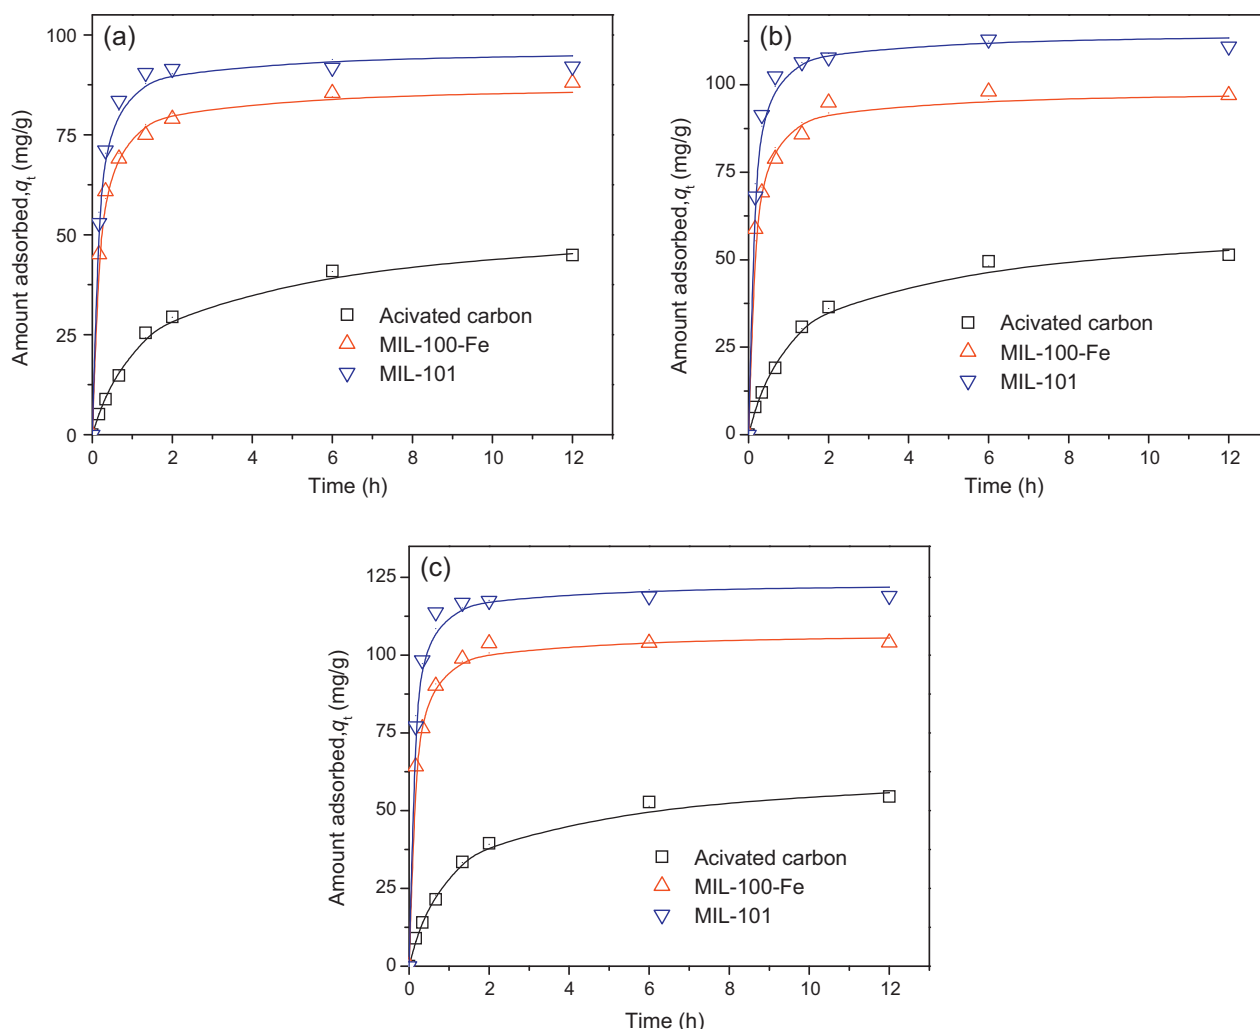 (a)
100
75
50
25
0
Amount adsorbed,qt (mg/g)
Acivated carbon
MIL-100-Fe
MIL-101
0 2 4 6 8 10 12
Time (h)
(b)
100
75
50
25
0
Amount adsorbed,qt (mg/g)
Acivated carbon
MIL-100-Fe
MIL-101
0 2 4 6 8 10 12
Time (h)
(c)
125
100
75
50
25
0
Amount adsorbed,qt (mg/g)
Acivated carbon
MIL-100-Fe
MIL-101
0 2 4 6 8 10 12
Time (h)